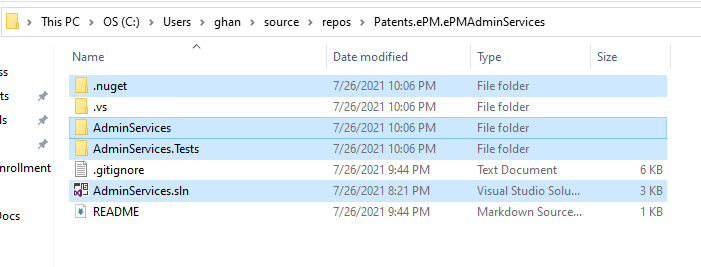 This PC > OS (C:) > Users > ghan > source > repos > Patents.ePM.ePMAdminServices
Name Date modified Type Size
.nuget 7/26/2021 10:06 PM File folder
ss
.vs 7/26/2021 10:06 PM File folder
ts
AdminServices 7/26/2021 10:06 PM File folder
ls
AdminServices.Tests 7/26/2021 10:06 PM File folder
nrollment
.gitignore 7/26/2021 9:44 PM Text Document 6 KB
AdminServices.sln 7/26/2021 8:21 PM Visual Studio Solu... 3 KB
Docs
README 7/26/2021 9:44 PM Markdown Source... 1 KB